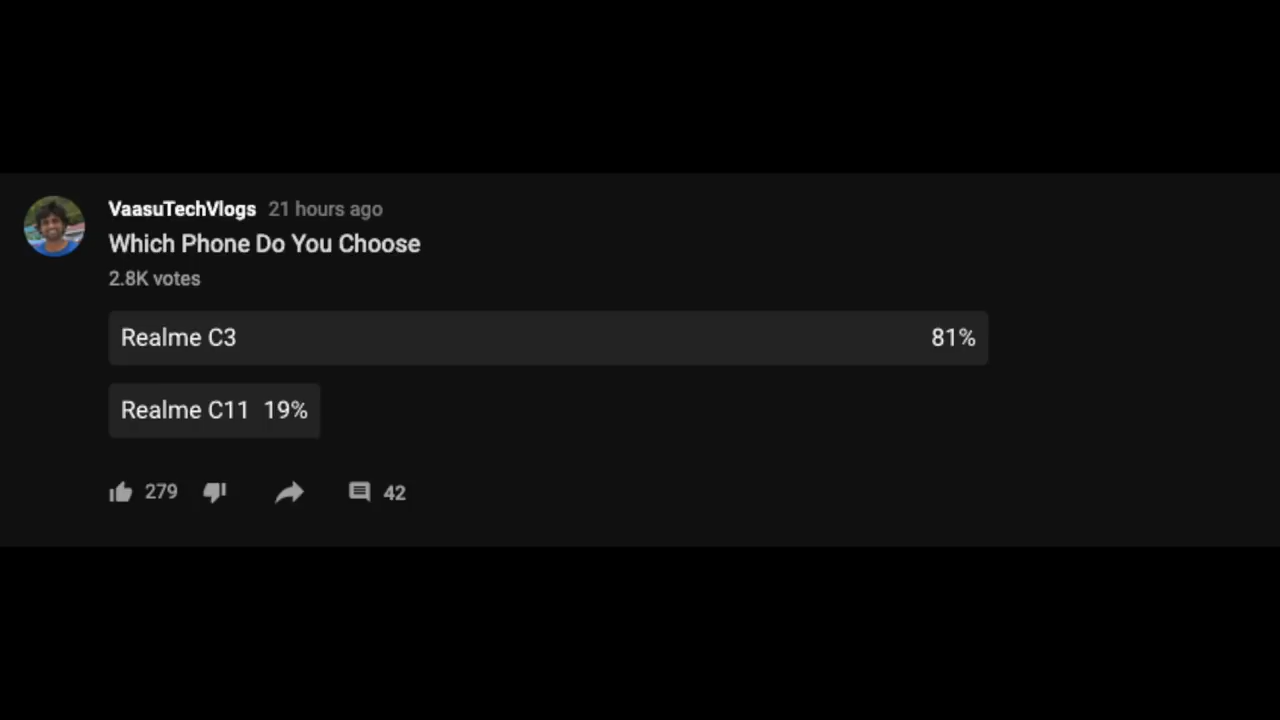 VaasuTechVlogs 21 hours ago
Which Phone Do You Choose
2.8K votes
Realme C3 81%
Realme C11 19%
279 42